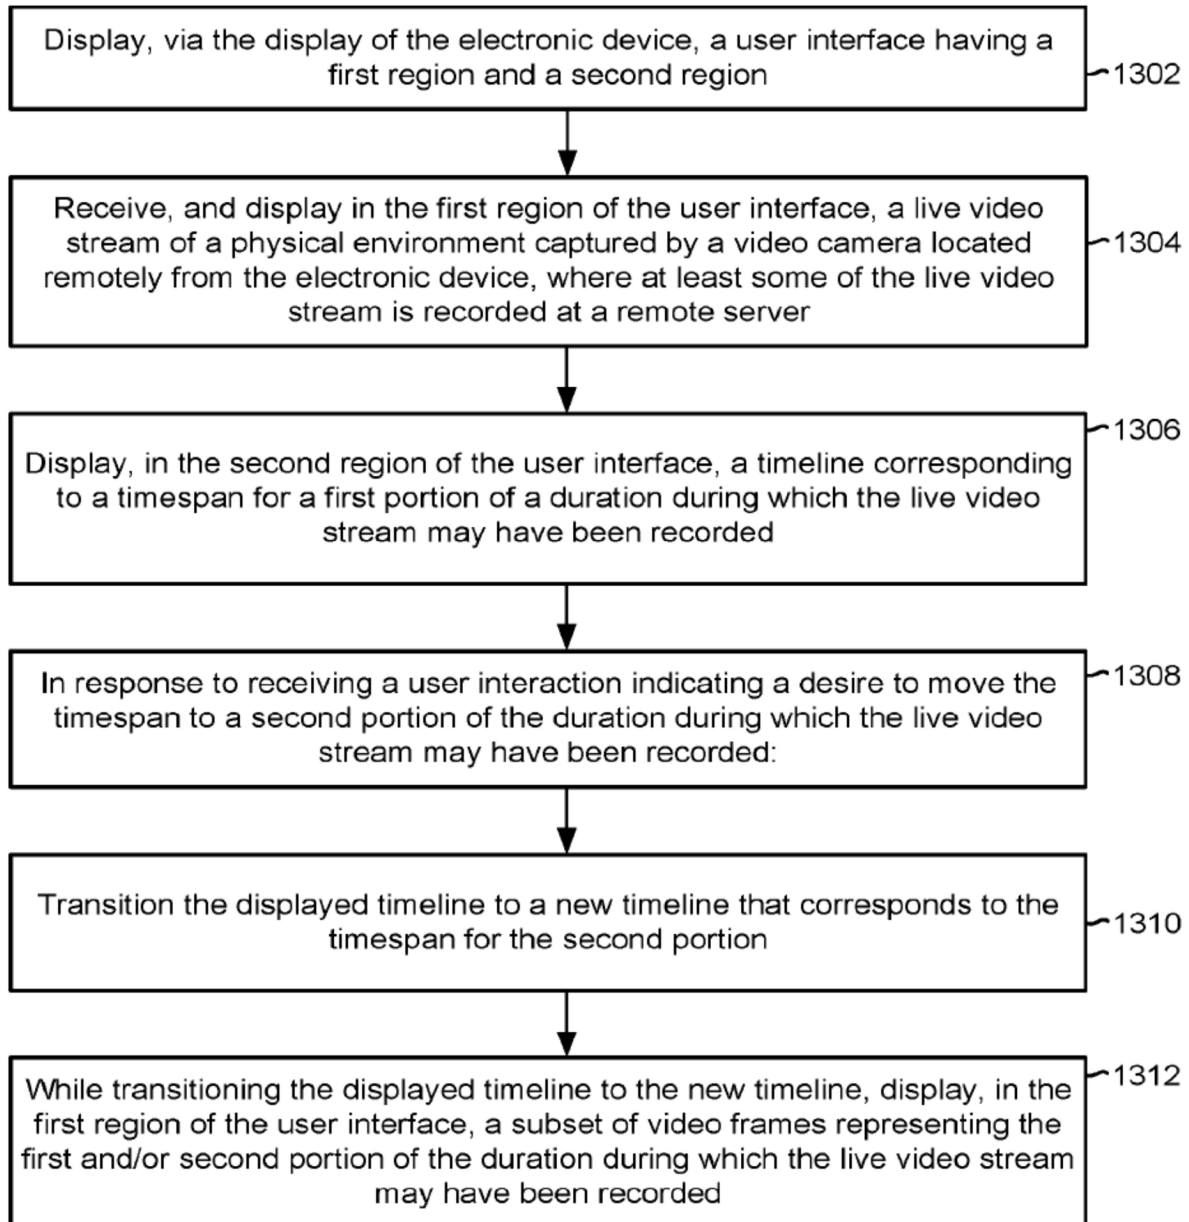 Display, via the display of the electronic device, a user interface having a
first region and a second region
1302
Receive, and display in the first region of the user interface, a live video
stream of a physical environment captured by a video camera located
remotely from the electronic device, where at least some of the live video
stream is recorded at a remote server
1304
Display, in the second region of the user interface, a timeline corresponding
to a timespan for a first portion of a duration during which the live video
stream may have been recorded
1306
In response to receiving a user interaction indicating a desire to move the
timespan to a second portion of the duration during which the live video
stream may have been recorded:
1308
Transition the displayed timeline to a new timeline that corresponds to the
timespan for the second portion
1310
While transitioning the displayed timeline to the new timeline, display, in the
first region of the user interface, a subset of video frames representing the
first and/or second portion of the duration during which the live video stream
may have been recorded
1312